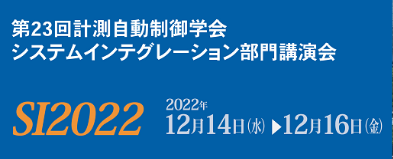 第23回計測自動制御学会
システムインテグレーション部門講演会
SI2022
2022年
12月14日(水)▶12月16日(金)